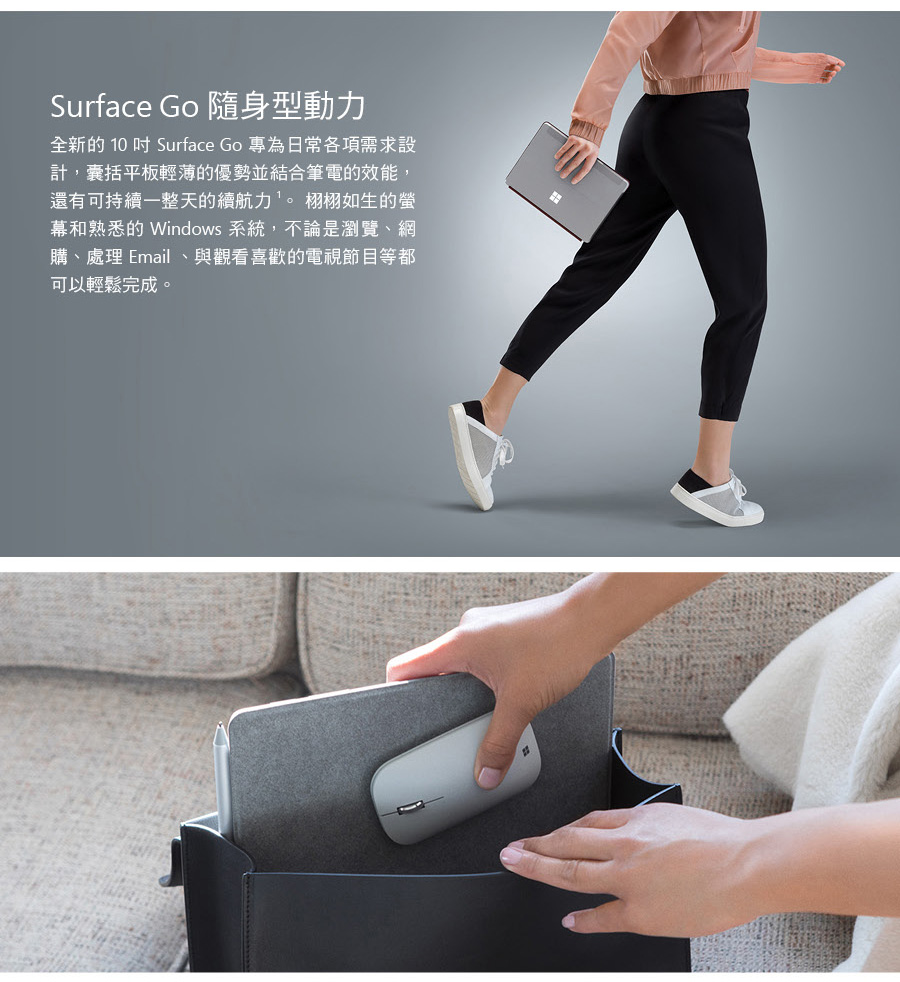 Surface Go 隨身型動力
全新的 10 吋 Surface Go 專為日常各項需求設
計，囊括平板輕薄的優勢並結合筆電的效能，
還有可持續一整天的續航力 1。 栩栩如生的螢
幕和熟悉的 Windows 系統，不論是瀏覽、網
購、處理 Email 、與觀看喜歡的電視節目等都
可以輕鬆完成。